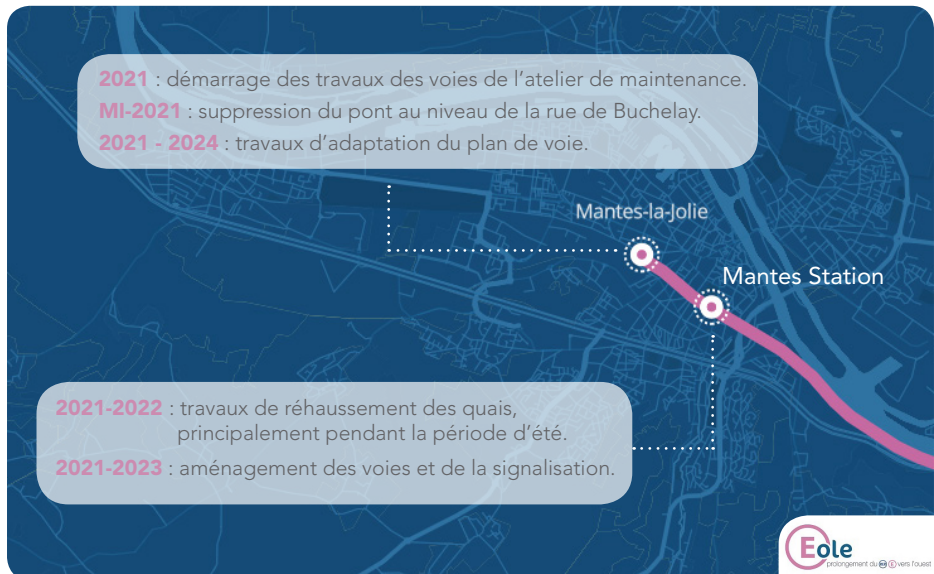 2021 : démarrage des travaux des voies de l'atelier de maintenance.
MI-2021 : suppression du pont au niveau de la rue de Buchelay.
2021 - 2024 : travaux d'adaptation du plan de voie.
Mantes-la-Jolie
Mantes Station
2021-2022 : travaux de réhaussement des quais,
principalement pendant la période d'été.
2021-2023 : aménagement des voies et de la signalisation.
Eole
prolongement du RER E vers l'ouest